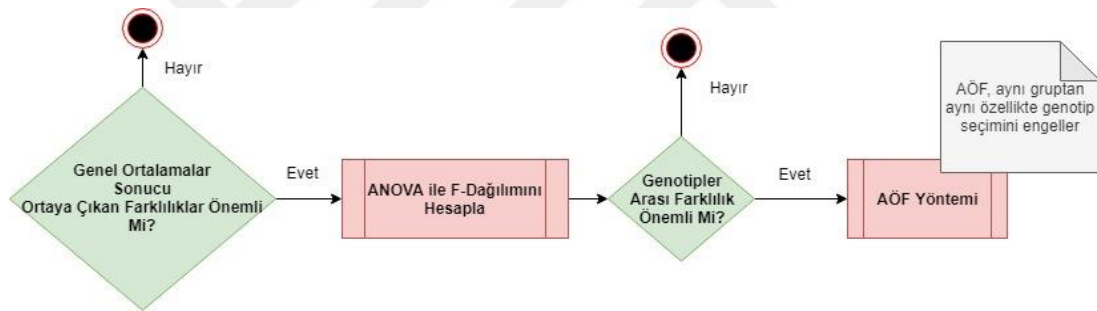 Hayır
Genel Ortalamalar
Sonucu
Ortaya Çıkan Farklılıklar Önemli
Mi?
Evet
ANOVA ile F-Dağılımını
Hesapla
Hayır
Genotipler
Arası Farklılık
Önemli Mi?
Evet
AÖF Yöntemi
AÖF, aynı gruptan
aynı özellikte genotip
seçimini engeller